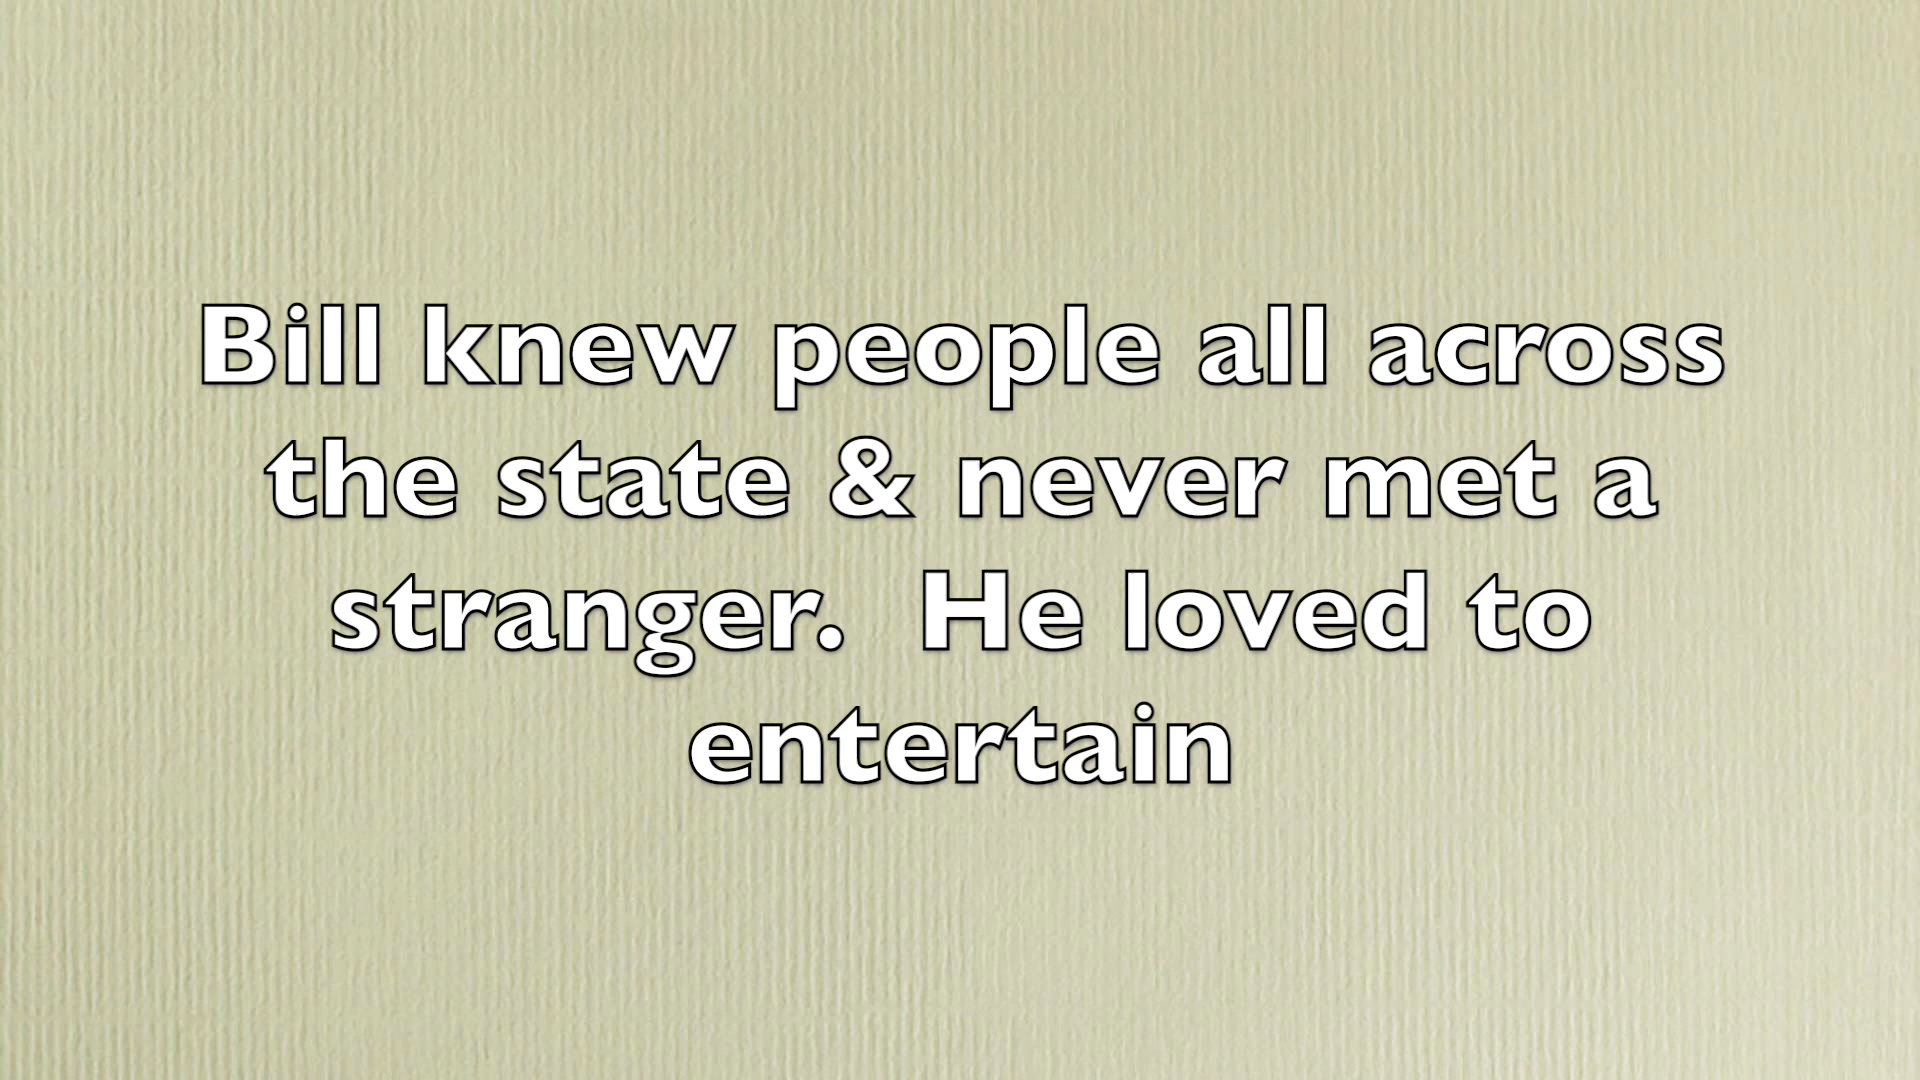 Bill knew people all across
the state & never met a
stranger.  He loved to
entertain